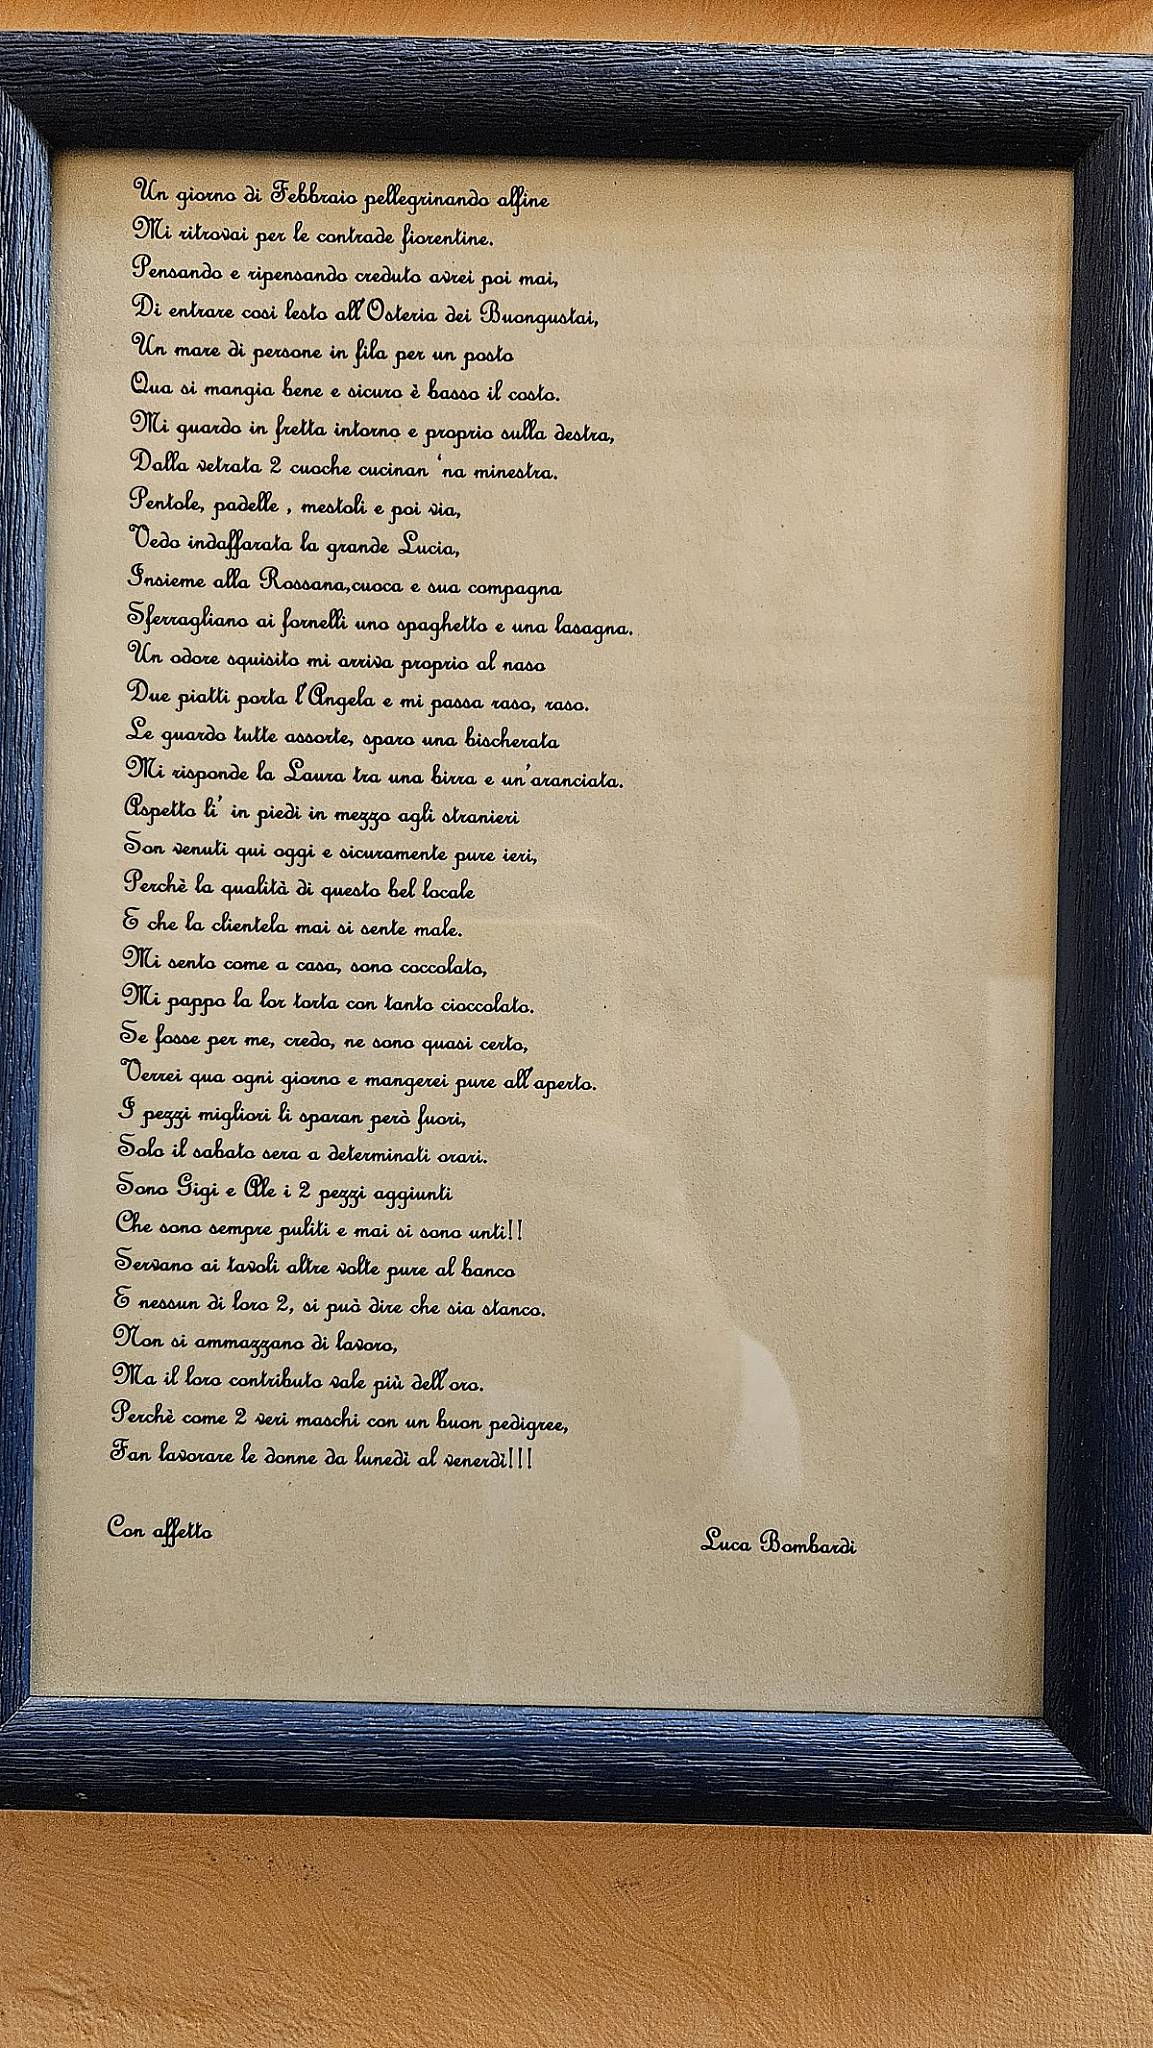 Un giorno di Febbraio pellegrinando alfine
Mi ritrovai per le contrade fiorentine.
Pensando e ripensando creduto avrei poi mai,
Di entrare cosi lesto all'Osteria dei Buongustai,
Un mare di persone in fila per un posto
Qua si mangia bene e sicuro è basso il costo.
Mi guardo in fretta intorno e proprio sulla destra,
Dalla vetrata 2 cuoche cucinan ‘na minestra.
Pentole, padelle , mestoli e poi via,
Vedo indaffarata la grande Lucia,
Insieme alla Rossana,cuoca e sua compagna
Sferragliano ai fornelli uno spaghetto e una lasagna.
Un odore squisito mi arriva proprio al naso
Due piatti porta l'Angela e mi passa raso, raso.
Le guardo tutte assorte, sparo una bischerata
Mi risponde la Laura tra una birra e un'aranciata.
Aspetto li' in piedi in mezzo agli stranieri
Son venuti qui oggi e sicuramente pure ieri,
Perchè la qualità di questo bel locale
E che la clientela mai si sente male.
Mi sento come a casa, sono coccolato,
Mi pappo la lor torta con tanto cioccolato.
Se fosse per me, credo, ne sono quasi certo,
Verrei qua ogni giorno e mangerei pure all'aperto.
I pezzi migliori li sparan però fuori,
Solo il sabato sera a determinati orari.
Sono Gigi e Ale i 2 pezzi aggiunti
Che sono sempre puliti e mai si sono unti!!
Servano ai tavoli altre volte pure al banco
E nessun di loro 2, si può dire che sia stanco.
Non si ammazzano di lavoro,
Ma il loro contributo vale più dell'oro.
Perchè come 2 veri maschi con un buon pedigree,
Fan lavorare le donne da lunedì al venerdì!!!
Con affetto
Luca Bombardi